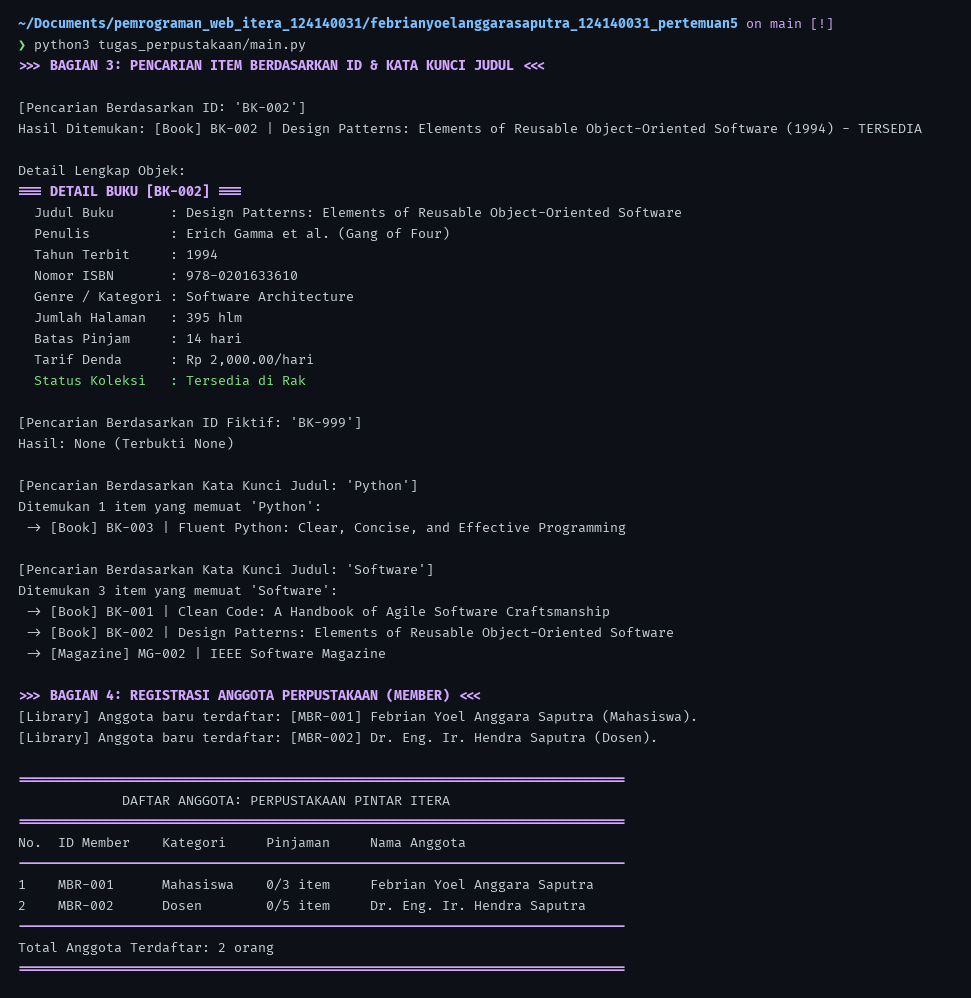 ~/Documents/pemrograman_web_itera_124140031/febrianyoelanggarasaputra_124140031_pertemuan5 on main [!]
❯ python3 tugas_perpustakaan/main.py
>>> BAGIAN 3: PENCARIAN ITEM BERDASARKAN ID & KATA KUNCI JUDUL <<<
[Pencarian Berdasarkan ID: 'BK-002']
Hasil Ditemukan: [Book] BK-002 | Design Patterns: Elements of Reusable Object-Oriented Software (1994) - TERSEDIA
Detail Lengkap Objek:
=== DETAIL BUKU [BK-002] ===
Judul Buku : Design Patterns: Elements of Reusable Object-Oriented Software
Penulis : Erich Gamma et al. (Gang of Four)
Tahun Terbit : 1994
Nomor ISBN : 978-0201633610
Genre / Kategori : Software Architecture
Jumlah Halaman : 395 hlm
Batas Pinjam : 14 hari
Tarif Denda : Rp 2,000.00/hari
Status Koleksi : Tersedia di Rak
[Pencarian Berdasarkan ID Fiktif: 'BK-999']
Hasil: None (Terbukti None)
[Pencarian Berdasarkan Kata Kunci Judul: 'Python']
Ditemukan 1 item yang memuat 'Python':
-> [Book] BK-003 | Fluent Python: Clear, Concise, and Effective Programming
[Pencarian Berdasarkan Kata Kunci Judul: 'Software']
Ditemukan 3 item yang memuat 'Software':
-> [Book] BK-001 | Clean Code: A Handbook of Agile Software Craftsmanship
-> [Book] BK-002 | Design Patterns: Elements of Reusable Object-Oriented Software
-> [Magazine] MG-002 | IEEE Software Magazine
>>> BAGIAN 4: REGISTRASI ANGGOTA PERPUSTAKAAN (MEMBER) <<<
[Library] Anggota baru terdaftar: [MBR-001] Febrian Yoel Anggara Saputra (Mahasiswa).
[Library] Anggota baru terdaftar: [MBR-002] Dr. Eng. Ir. Hendra Saputra (Dosen).
DAFTAR ANGGOTA: PERPUSTAKAAN PINTAR ITERA
No. ID Member Kategori Pinjaman Nama Anggota
1 MBR-001 Mahasiswa 0/3 item Febrian Yoel Anggara Saputra
2 MBR-002 Dosen 0/5 item Dr. Eng. Ir. Hendra Saputra
Total Anggota Terdaftar: 2 orang